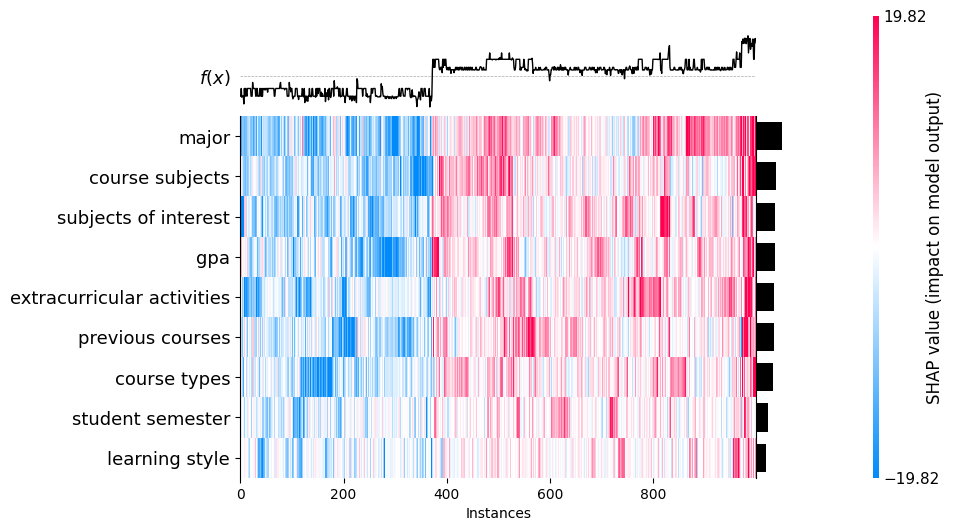 19.82
f(x)
major
course subjects
subjects of interest
gpa
extracurricular activities
previous courses
course types
student semester
learning style
SHAP value (impact on model output)
−19.82
0 200 400 600 800
Instances